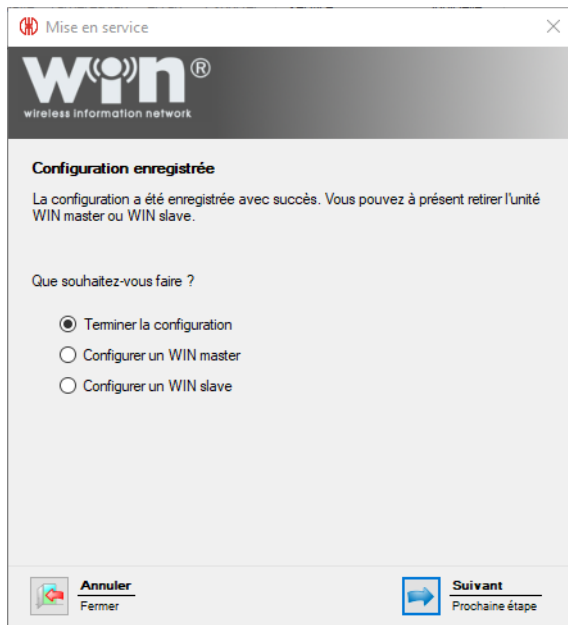 Mise en service
win®
wireless information network
Configuration enregistrée
La configuration a été enregistrée avec succès. Vous pouvez à présent retirer l'unité
WIN master ou WIN slave.
Que souhaitez-vous faire ?
Terminer la configuration
Configurer un WIN master
Configurer un WIN slave
Annuler
Fermer
Suivant
Prochaine étape